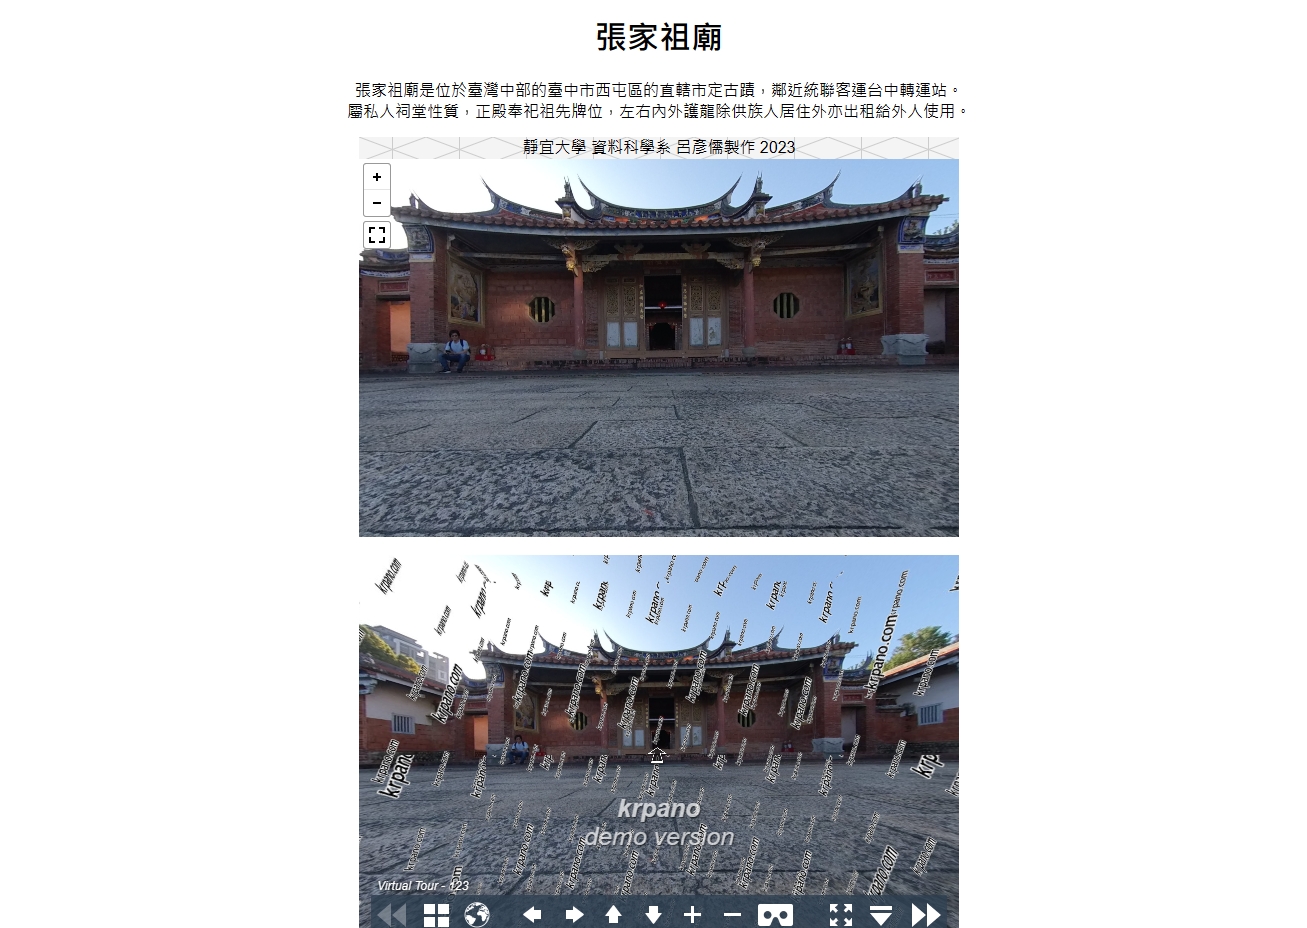 張家祖廟
張家祖廟是位於臺灣中部的臺中市西屯區的直轄市定古蹟，鄰近統聯客運台中轉運站。
屬私人祠堂性質，正殿奉祀祖先牌位，左右內外護龍除供族人居住外亦出租給外人使用。
靜宜大學 資料科學系 呂彥儒製作 2023
+
−
krpano.com
krpano
demo version
Virtual Tour - 123